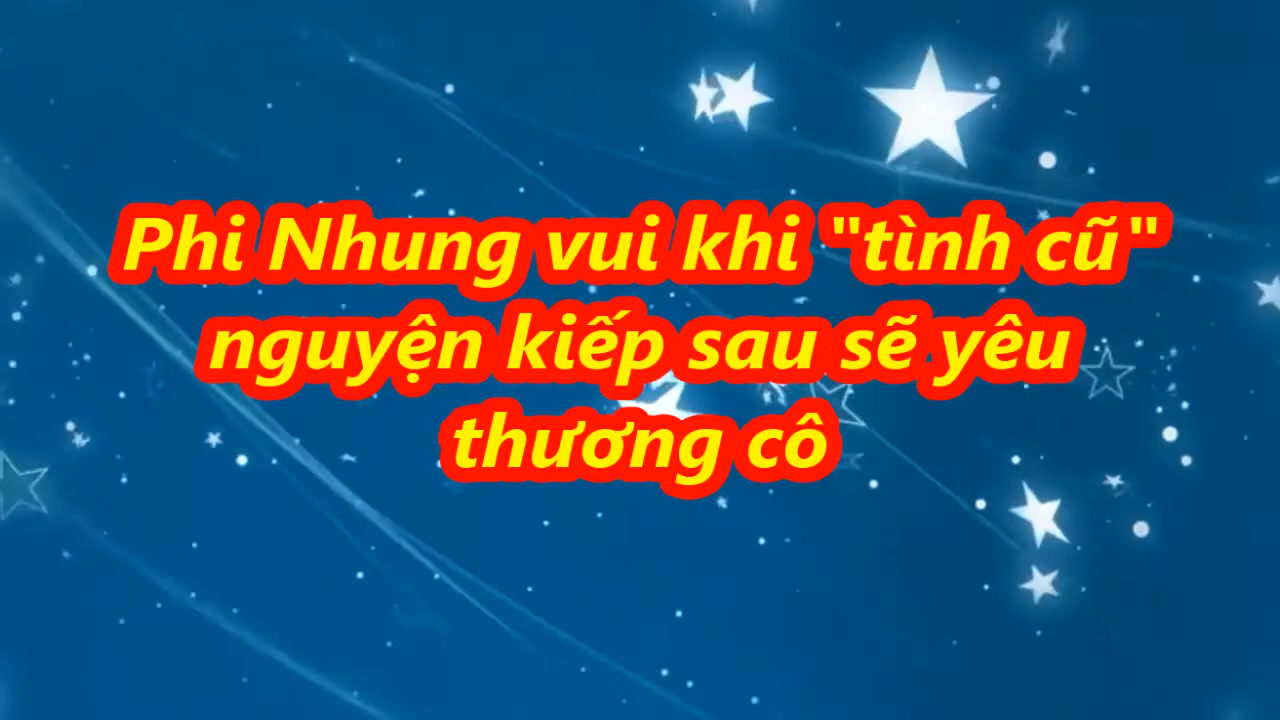 Phi Nhung vui khi "tình cũ"
nguyện kiếp sau sẽ yêu
thương cô